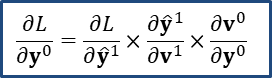 ∂L/∂y⁰ = ∂L/∂ŷ¹ × ∂ŷ¹/∂v¹ × ∂v⁰/∂y⁰